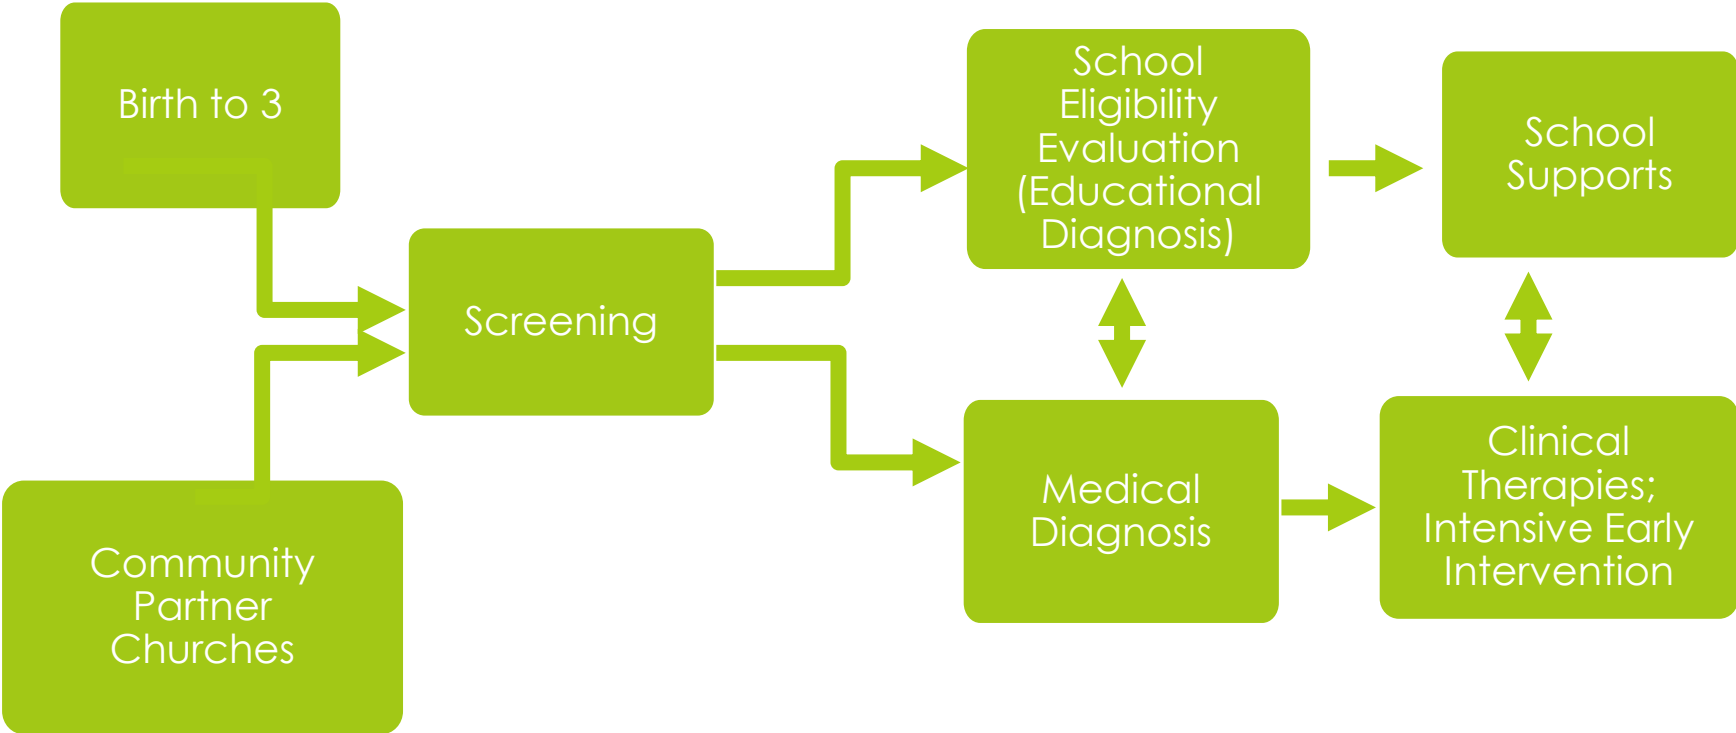 Birth to 3
Community
Partner
Churches
Screening
School
Eligibility
Evaluation
(Educational
Diagnosis)
School
Supports
Medical
Diagnosis
Clinical
Therapies;
Intensive Early
Intervention